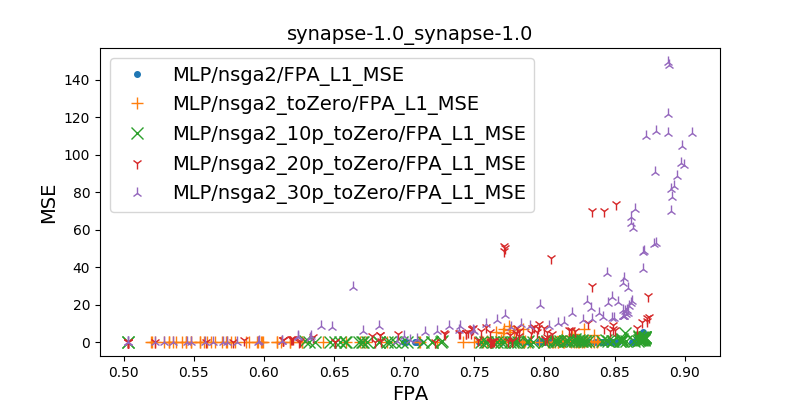 synapse-1.0_synapse-1.0
MLP/nsga2/FPA_L1_MSE
MLP/nsga2_toZero/FPA_L1_MSE
MLP/nsga2_10p_toZero/FPA_L1_MSE
MLP/nsga2_20p_toZero/FPA_L1_MSE
MLP/nsga2_30p_toZero/FPA_L1_MSE
MSE
140
120
100
80
60
40
20
0
0.50 0.55 0.60 0.65 0.70 0.75 0.80 0.85 0.90
FPA